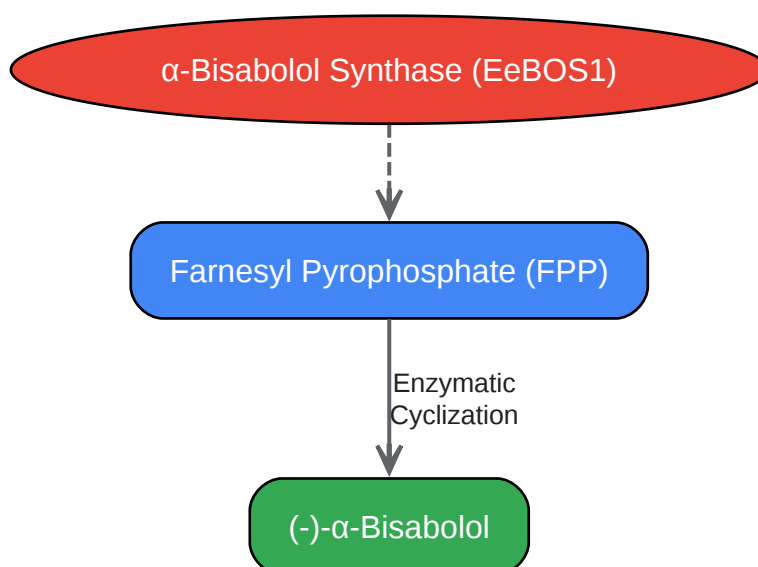 α-Bisabolol Synthase (EeBOS1)
Farnesyl Pyrophosphate (FPP)
Enzymatic
Cyclization
(-)-α-Bisabolol